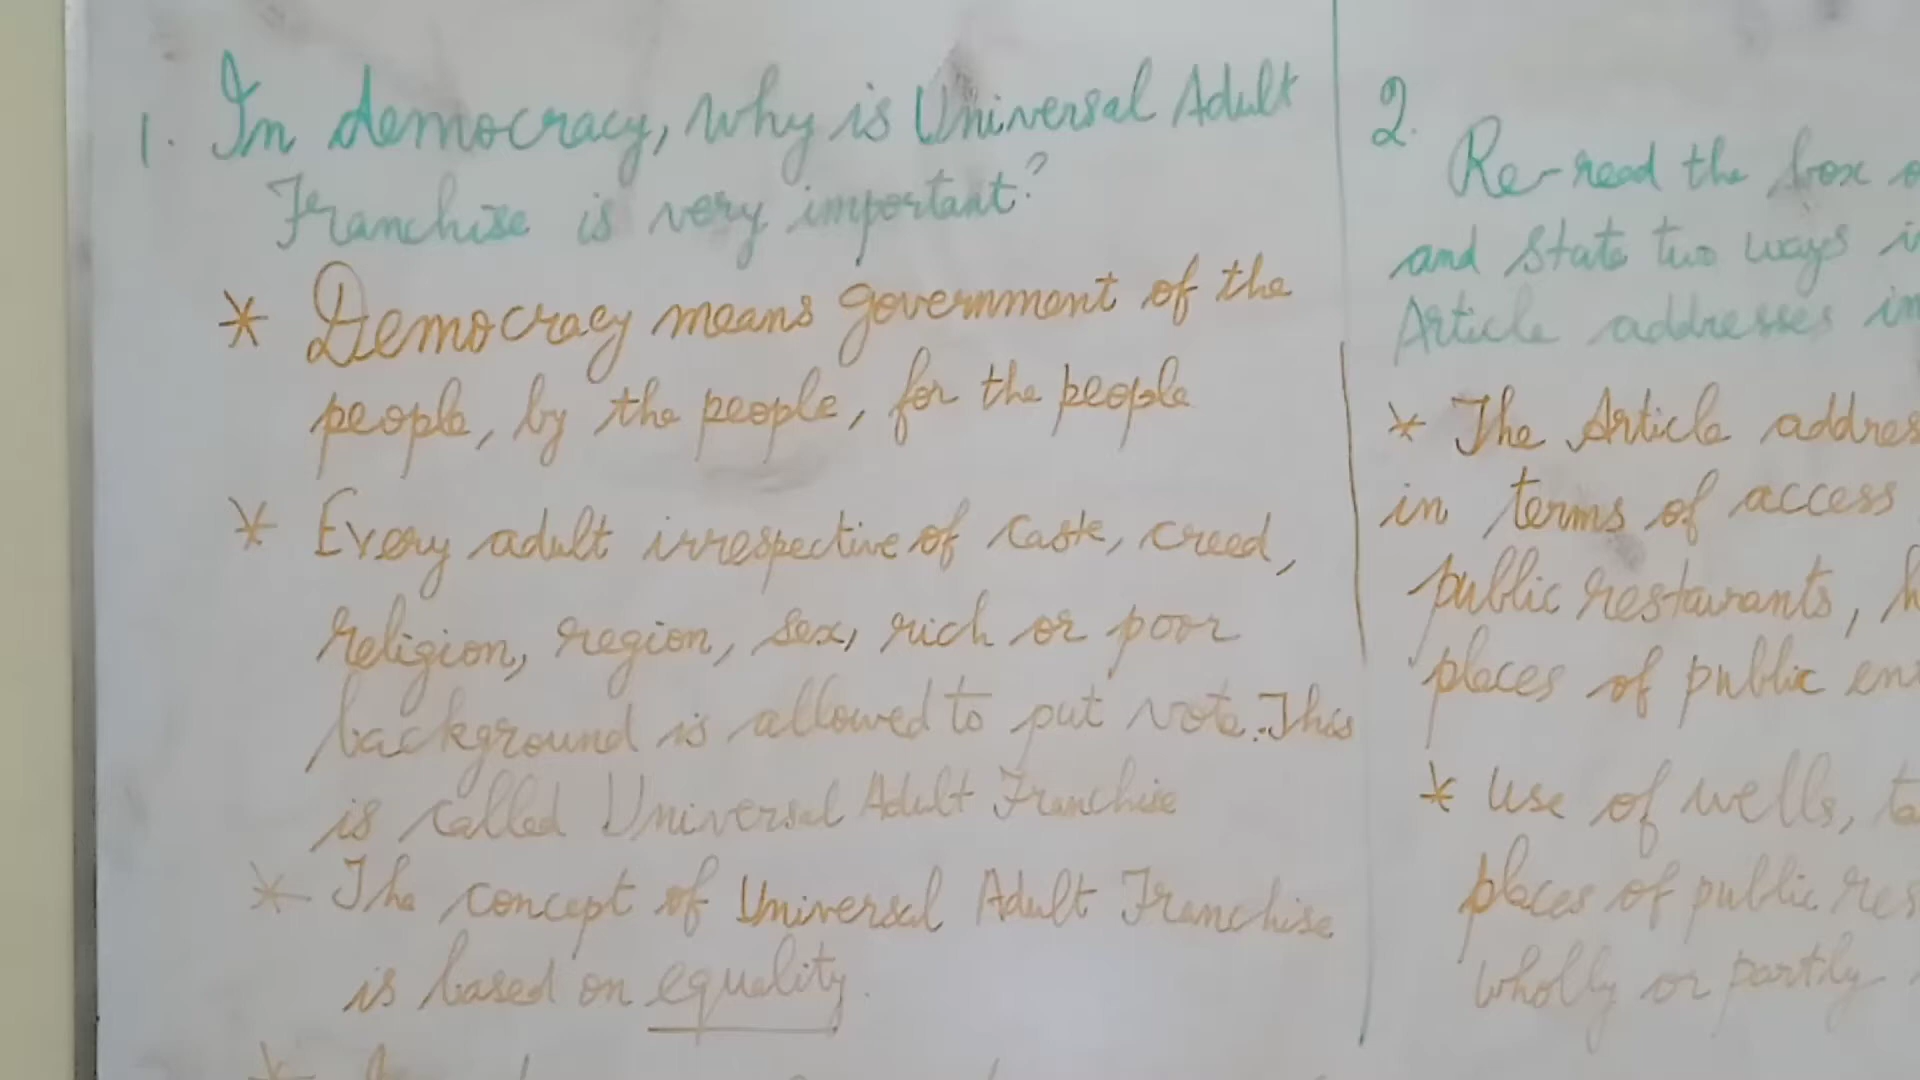 1. In democracy, why is Universal Adult
Franchise is very important?
* Democracy means government of the
people, by the people, for the people
* Every adult irrespective of caste, creed,
religion, region, sex, rich or poor
background is allowed to put vote. This
is called Universal Adult Franchise
* The concept of Universal Adult Franchise
is based on equality.
2.
Re-read the box
and state two ways
Article addresses
* The Article
in terms of access
public restaurants,
places of public
* Use of wells,
places of public
wholly or partly